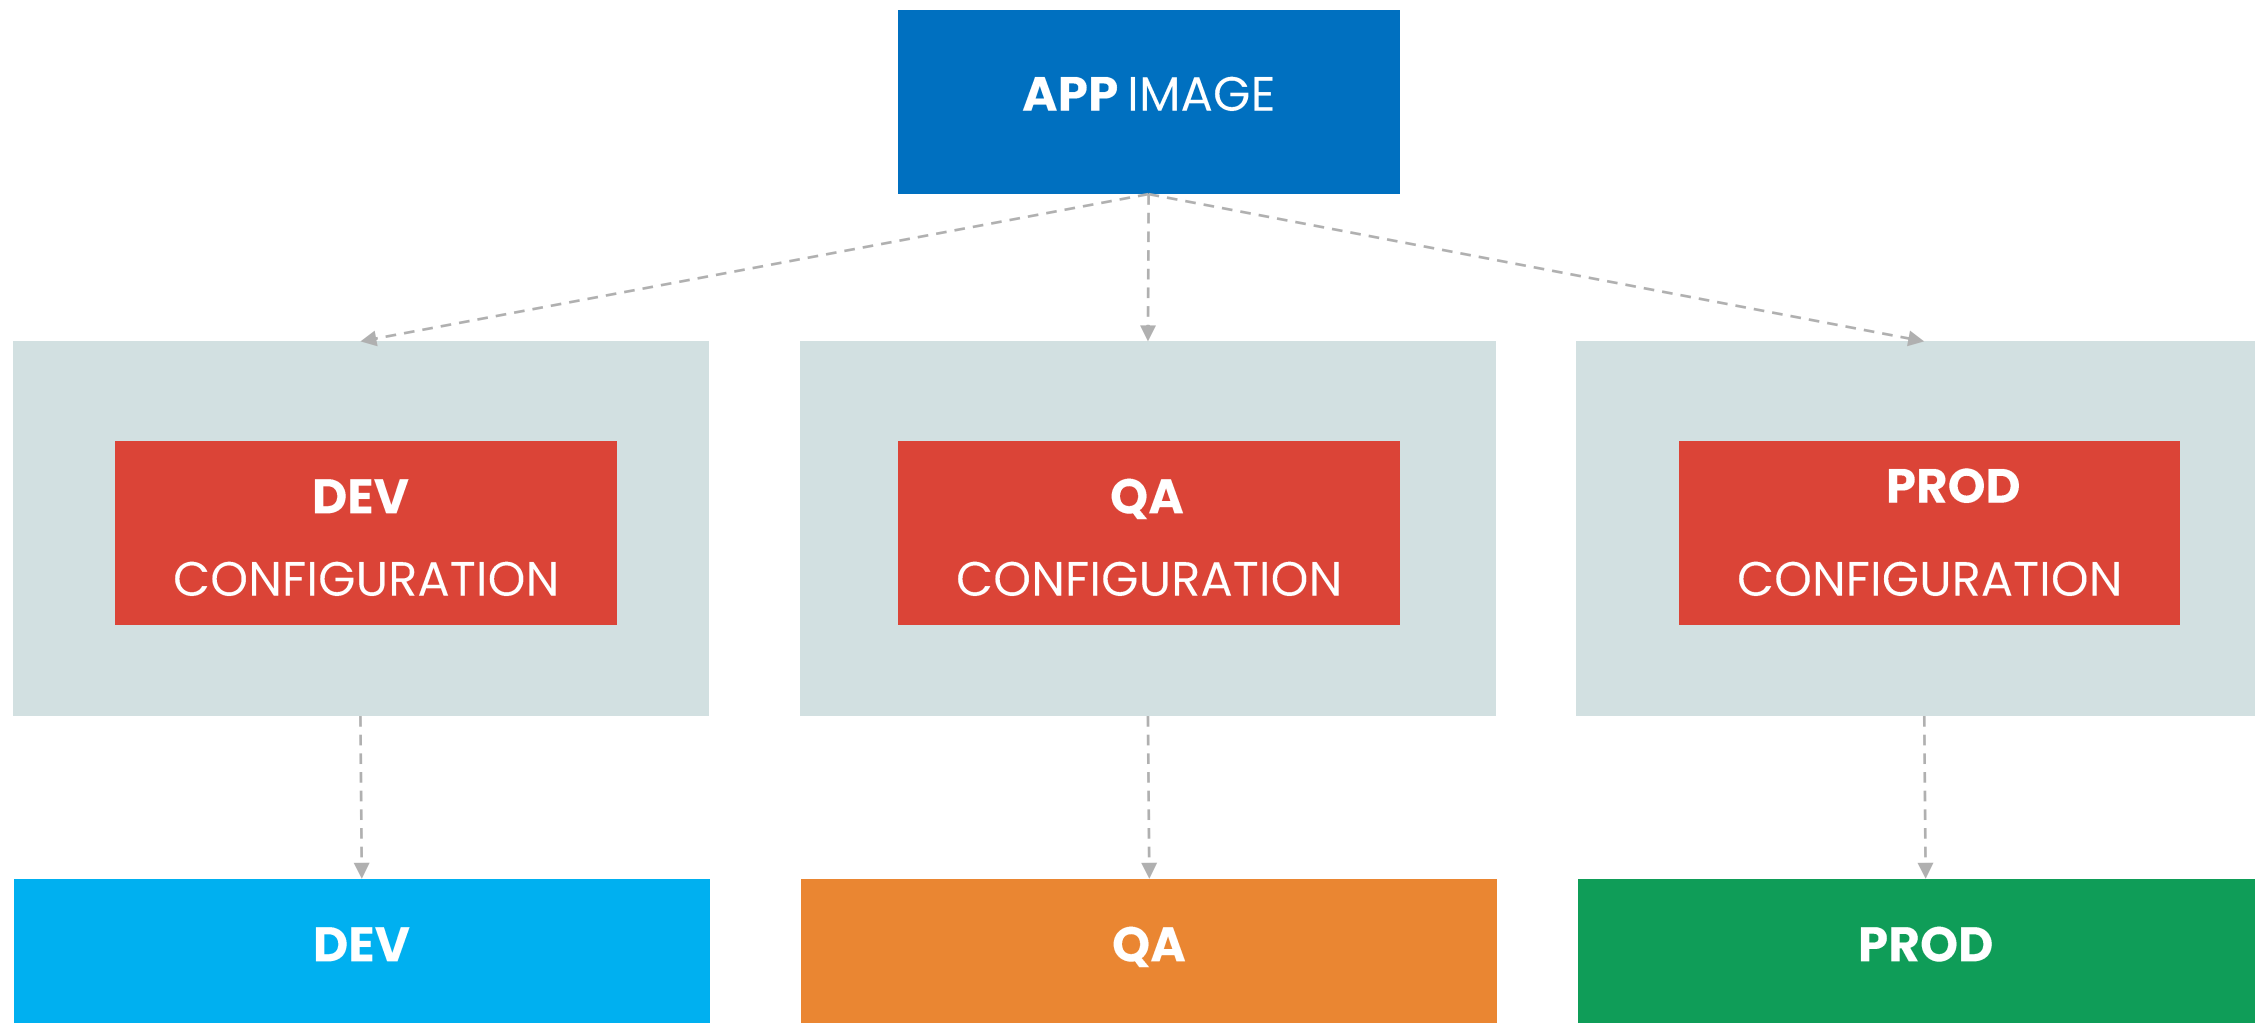 APP IMAGE
DEV
CONFIGURATION
QA
CONFIGURATION
PROD
CONFIGURATION
DEV
QA
PROD